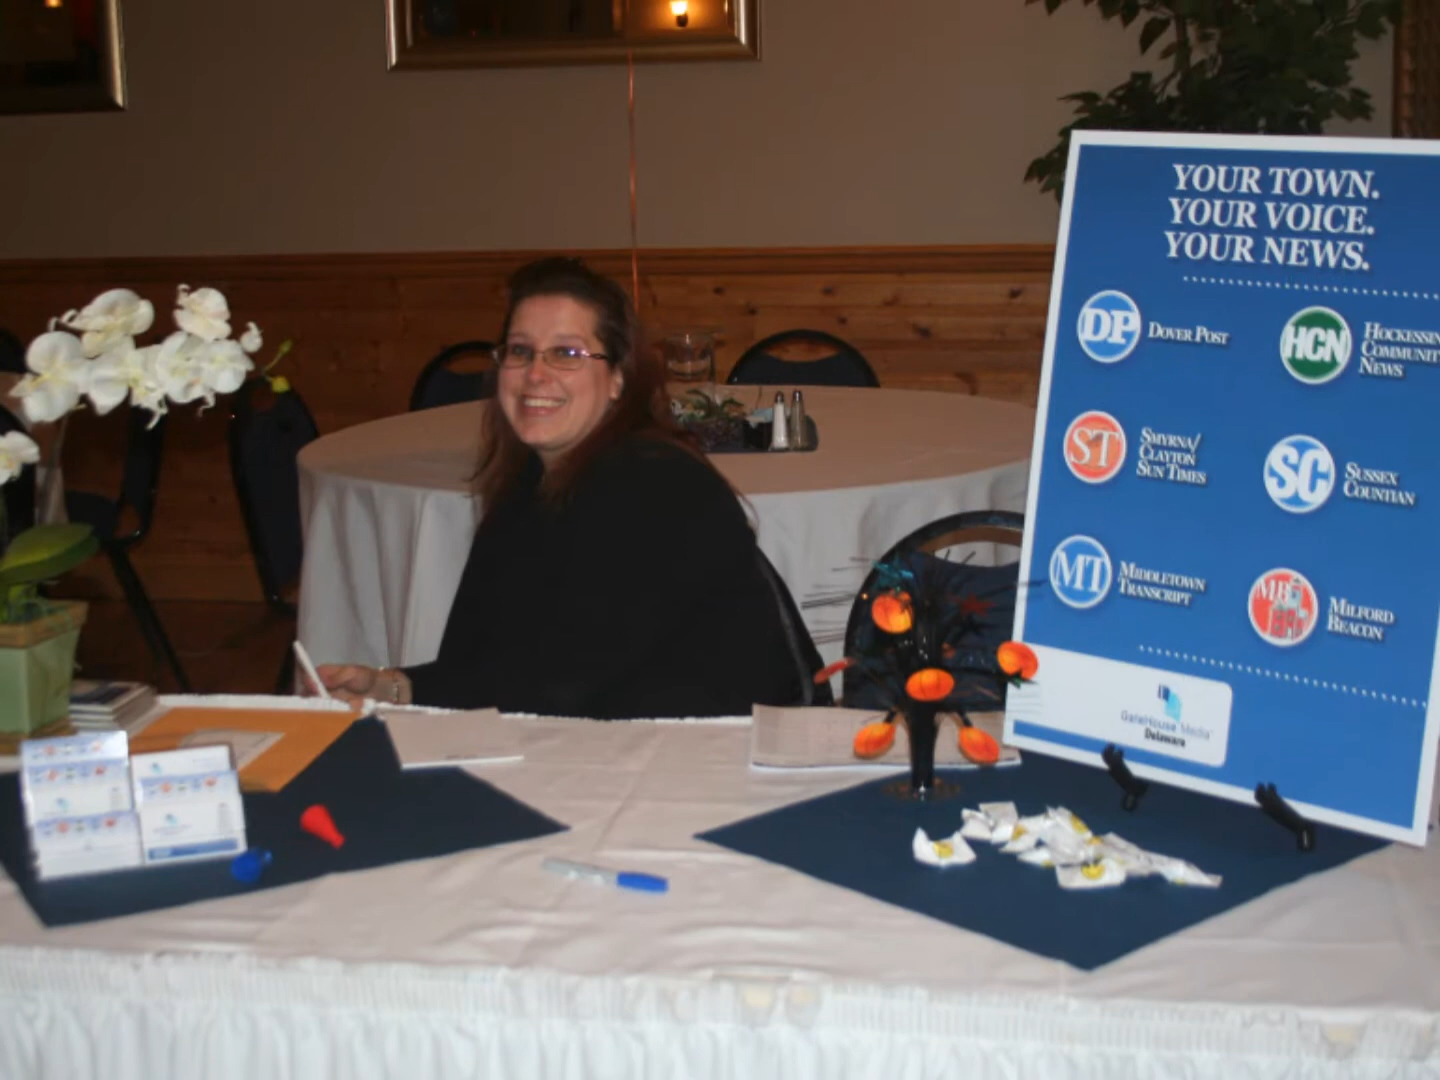 YOUR TOWN.
YOUR VOICE.
YOUR NEWS.
DP
DOVER POST
HCN
HOCKESSIN
COMMUNIT
NEWS
ST
SMYRNA/
CLAYTON
SUN TIMES
SC
SUSSEX
COUNTIAN
MT
MIDDLETOWN
TRANSCRIPT
MB
MILFORD
BEACON
GateHouse Media
Delaware